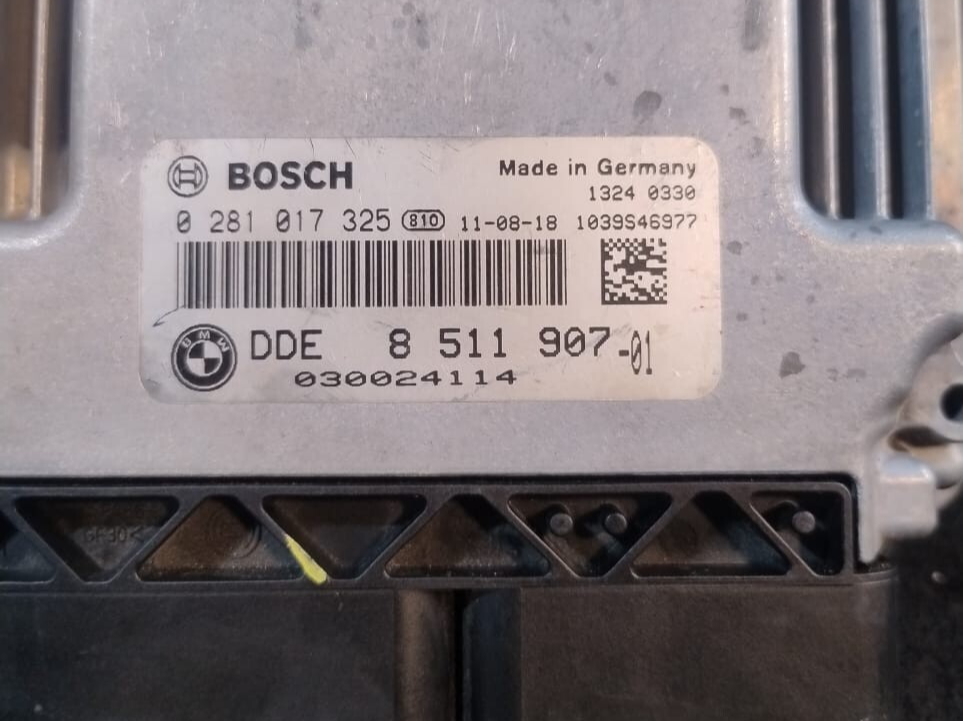 BOSCH Made in Germany
1324 0330
0 281 017 325 810 11-08-18 1039S46977
BMW DDE 8 511 907-01
030024114